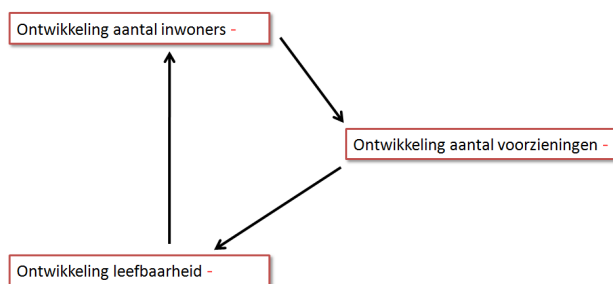 Ontwikkeling aantal inwoners -
Ontwikkeling aantal voorzieningen -
Ontwikkeling leefbaarheid -